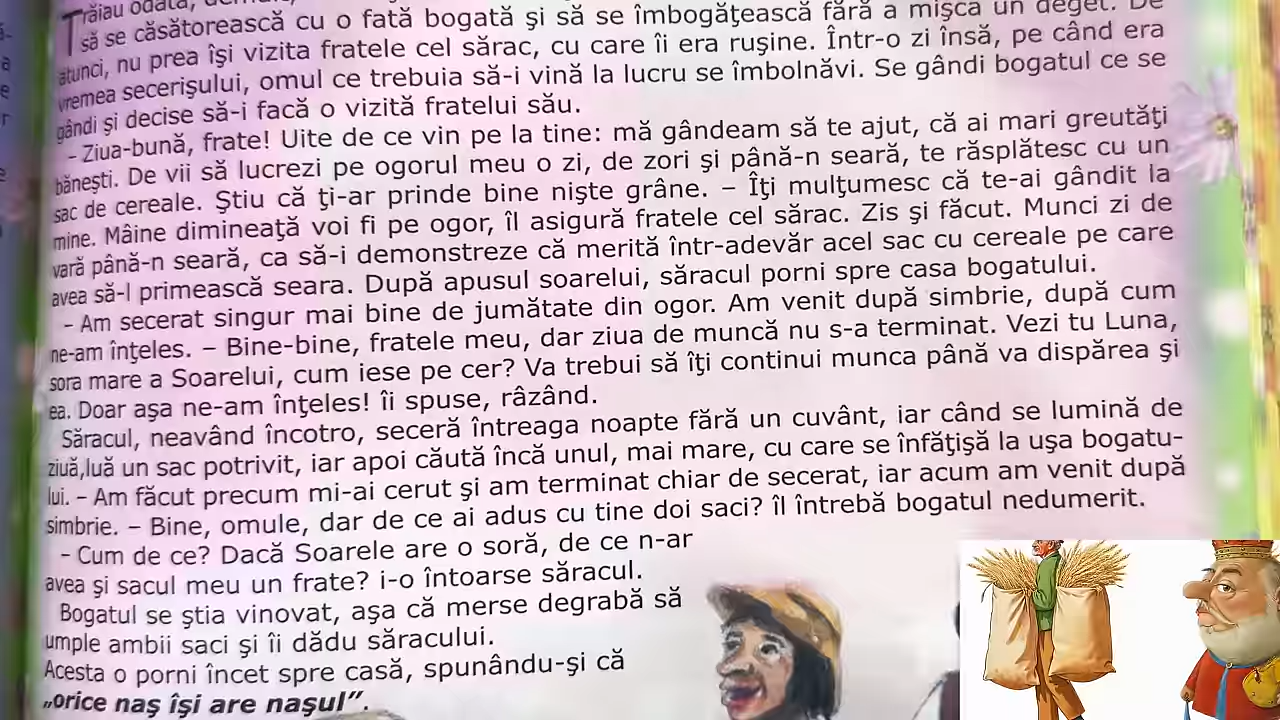 Trăiau odată,
să se căsătorească cu o fată bogată şi să se îmbogăţească fără a mişca un deget. De
atunci, nu prea îşi vizita fratele cel sărac, cu care îi era ruşine. Într-o zi însă, pe când era
vremea secerişului, omul ce trebuia să-i vină la lucru se îmbolnăvi. Se gândi bogatul ce se
gândi şi decise să-i facă o vizită fratelui său.
– Ziua-bună, frate! Uite de ce vin pe la tine: mă gândeam să te ajut, că ai mari greutăţi
băneşti. De vii să lucrezi pe ogorul meu o zi, de zori şi până-n seară, te răsplătesc cu un
sac de cereale. Ştiu că ţi-ar prinde bine nişte grâne. – Îţi mulţumesc că te-ai gândit la
mine. Mâine dimineaţă voi fi pe ogor, îl asigură fratele cel sărac. Zis şi făcut. Munci zi de
vară până-n seară, ca să-i demonstreze că merită într-adevăr acel sac cu cereale pe care
avea să-l primească seara. După apusul soarelui, săracul porni spre casa bogatului.
– Am secerat singur mai bine de jumătate din ogor. Am venit după simbrie, după cum
ne-am înţeles. – Bine-bine, fratele meu, dar ziua de muncă nu s-a terminat. Vezi tu Luna,
sora mare a Soarelui, cum iese pe cer? Va trebui să îţi continui munca până va dispărea şi
ea. Doar aşa ne-am înţeles! îi spuse, râzând.
Săracul, neavând încotro, seceră întreaga noapte fără un cuvânt, iar când se lumină de
ziuă,luă un sac potrivit, iar apoi căută încă unul, mai mare, cu care se înfăţişă la uşa bogatu-
lui. – Am făcut precum mi-ai cerut şi am terminat chiar de secerat, iar acum am venit după
simbrie. – Bine, omule, dar de ce ai adus cu tine doi saci? îl întrebă bogatul nedumerit.
– Cum de ce? Dacă Soarele are o soră, de ce n-ar
avea şi sacul meu un frate? i-o întoarse săracul.
Bogatul se ştia vinovat, aşa că merse degrabă să
umple ambii saci şi îi dădu săracului.
Acesta o porni încet spre casă, spunându-şi că
„orice naş îşi are naşul”.